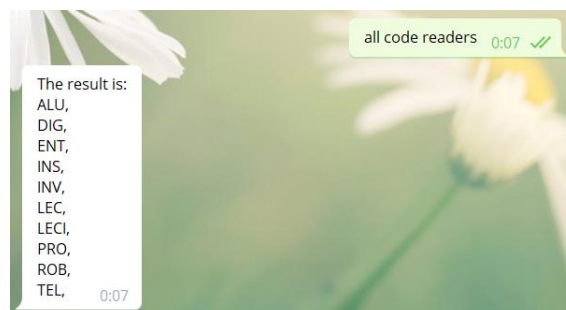 all code readers 0:07
The result is:
ALU,
DIG,
ENT,
INS,
INV,
LEC,
LECI,
PRO,
ROB,
TEL, 0:07